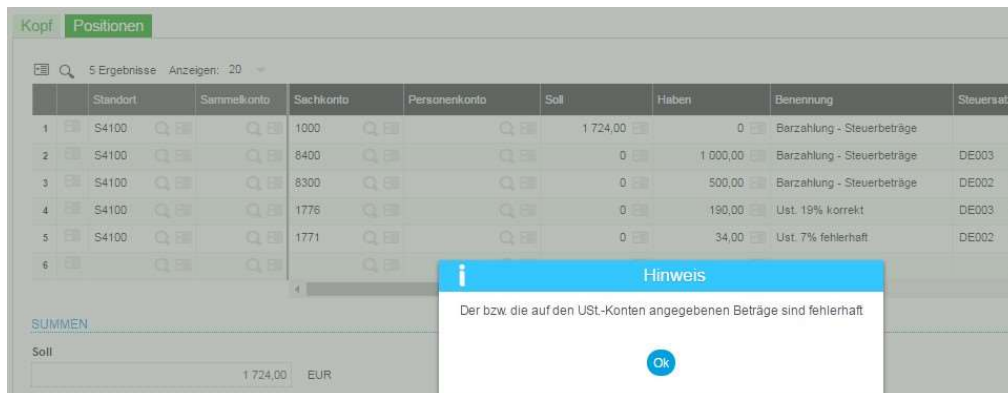 Kopf Positionen
5 Ergebnisse Anzeigen: 20
Standort Sammelkonto Sachkonto Personenkonto Soll Haben Benennung Steuersat
1 S4100 1000 1 724,00 0 Barzahlung - Steuerbeträge
2 S4100 8400 0 1 000,00 Barzahlung - Steuerbeträge DE003
3 S4100 8300 0 500,00 Barzahlung - Steuerbeträge DE002
4 S4100 1776 0 190,00 Ust. 19% korrekt DE003
5 S4100 1771 0 34,00 Ust. 7% fehlerhaft DE002
6
Hinweis
Der bzw. die auf den USt.-Konten angegebenen Beträge sind fehlerhaft
Ok
SUMMEN
Soll
1 724,00 EUR